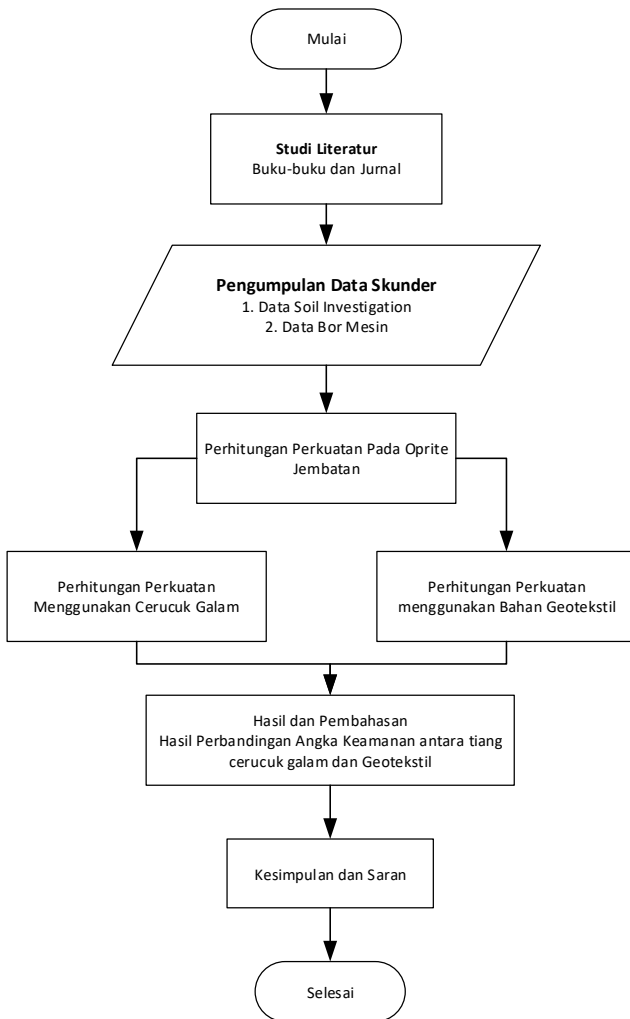 Mulai
Studi Literatur
Buku-buku dan Jurnal
Pengumpulan Data Skunder
1. Data Soil Investigation
2. Data Bor Mesin
Perhitungan Perkuatan Pada Oprite
Jembatan
Perhitungan Perkuatan
Menggunakan Cerucuk Galam
Perhitungan Perkuatan
menggunakan Bahan Geotekstil
Hasil dan Pembahasan
Hasil Perbandingan Angka Keamanan antara tiang
cerucuk galam dan Geotekstil
Kesimpulan dan Saran
Selesai